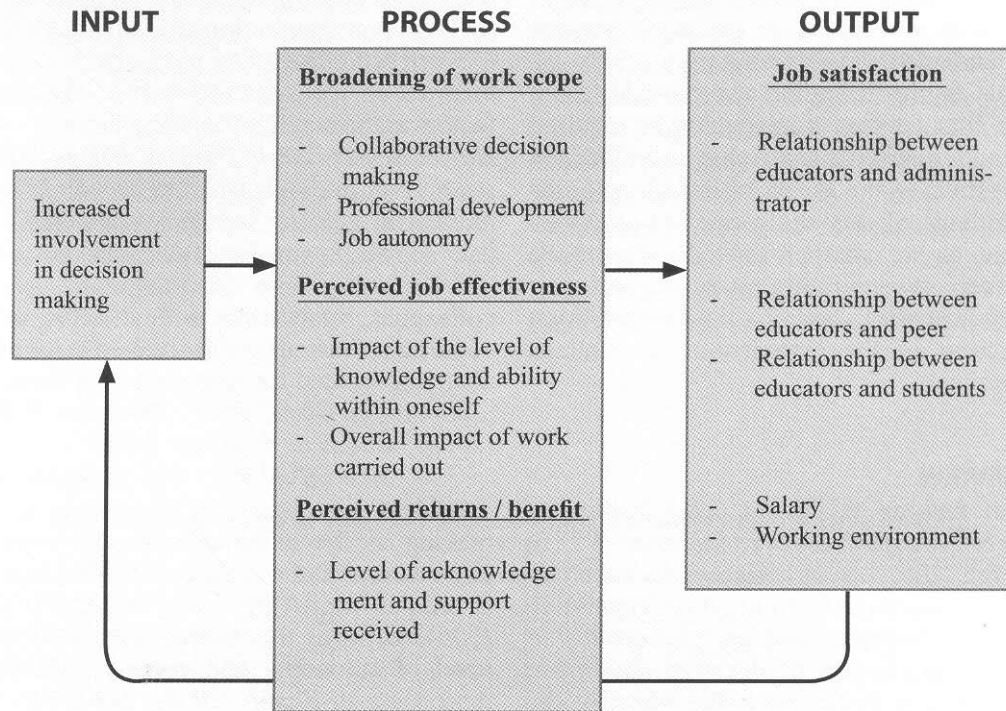 INPUT
PROCESS
OUTPUT
Increased
involvement
in decision
making
Broadening of work scope
- Collaborative decision
making
- Professional development
- Job autonomy
Perceived job effectiveness
- Impact of the level of
knowledge and ability
within oneself
- Overall impact of work
carried out
Perceived returns / benefit
- Level of acknowledge
ment and support
received
Job satisfaction
- Relationship between
educators and adminis-
trator
- Relationship between
educators and peer
- Relationship between
educators and students
- Salary
- Working environment